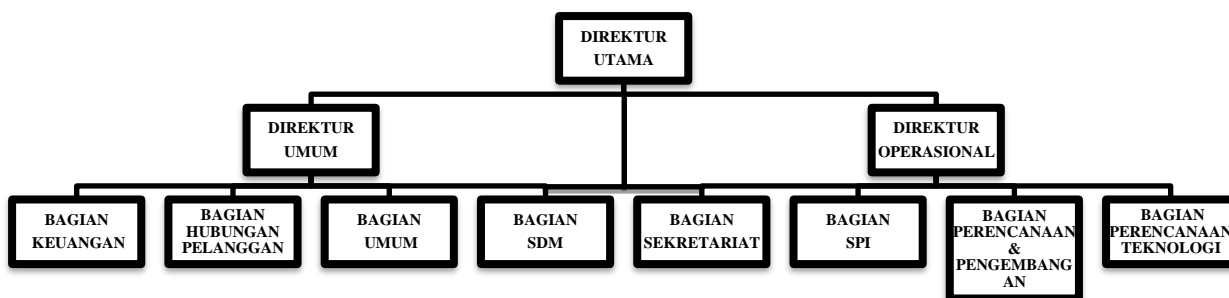 DIREKTUR
UTAMA
DIREKTUR
UMUM
DIREKTUR
OPERASIONAL
BAGIAN
KEUANGAN
BAGIAN
HUBUNGAN
PELANGGAN
BAGIAN
UMUM
BAGIAN
SDM
BAGIAN
SEKRETARIAT
BAGIAN
SPI
BAGIAN
PERENCANAAN
&
PENGEMBANG
AN
BAGIAN
PERENCANAAN
TEKNOLOGI